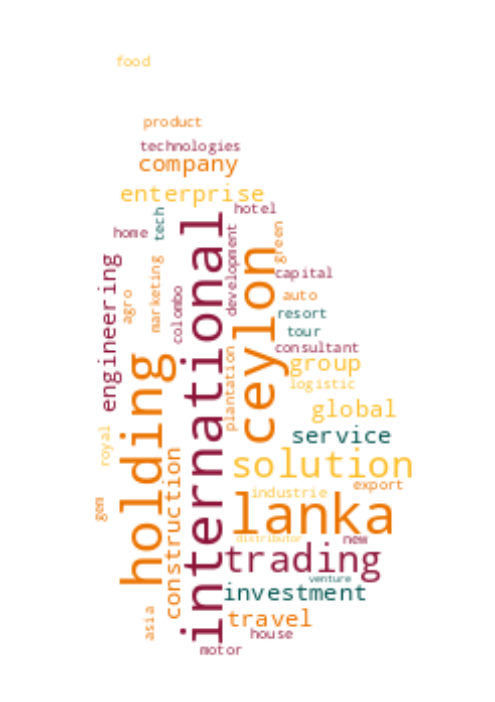 food
product
technologies
company
enterprise
hotel
home
tech
international
development
green
ceylon
engineering
agro
marketing
colombo
capital
auto
resort
tour
consultant
group
logistic
plantation
holding
global
royal
service
solution
construction
export
industrie
gem
lanka
distributor
new
trading
venture
investment
asia
travel
house
motor